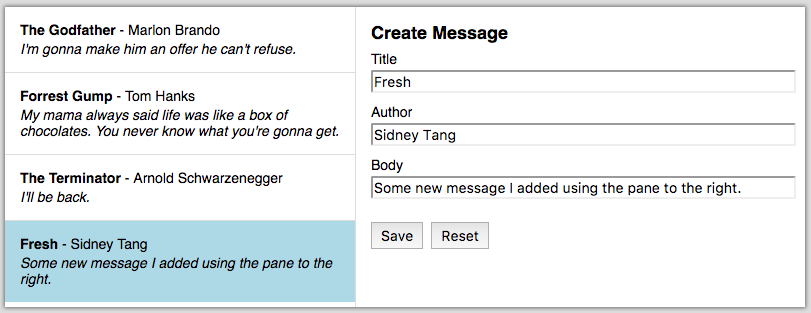 The Godfather - Marlon Brando
I'm gonna make him an offer he can't refuse.
Forrest Gump - Tom Hanks
My mama always said life was like a box of
chocolates. You never know what you're gonna get.
The Terminator - Arnold Schwarzenegger
I'll be back.
Fresh - Sidney Tang
Some new message I added using the pane to the
right.
Create Message
Title
Fresh
Author
Sidney Tang
Body
Some new message I added using the pane to the right.
Save Reset